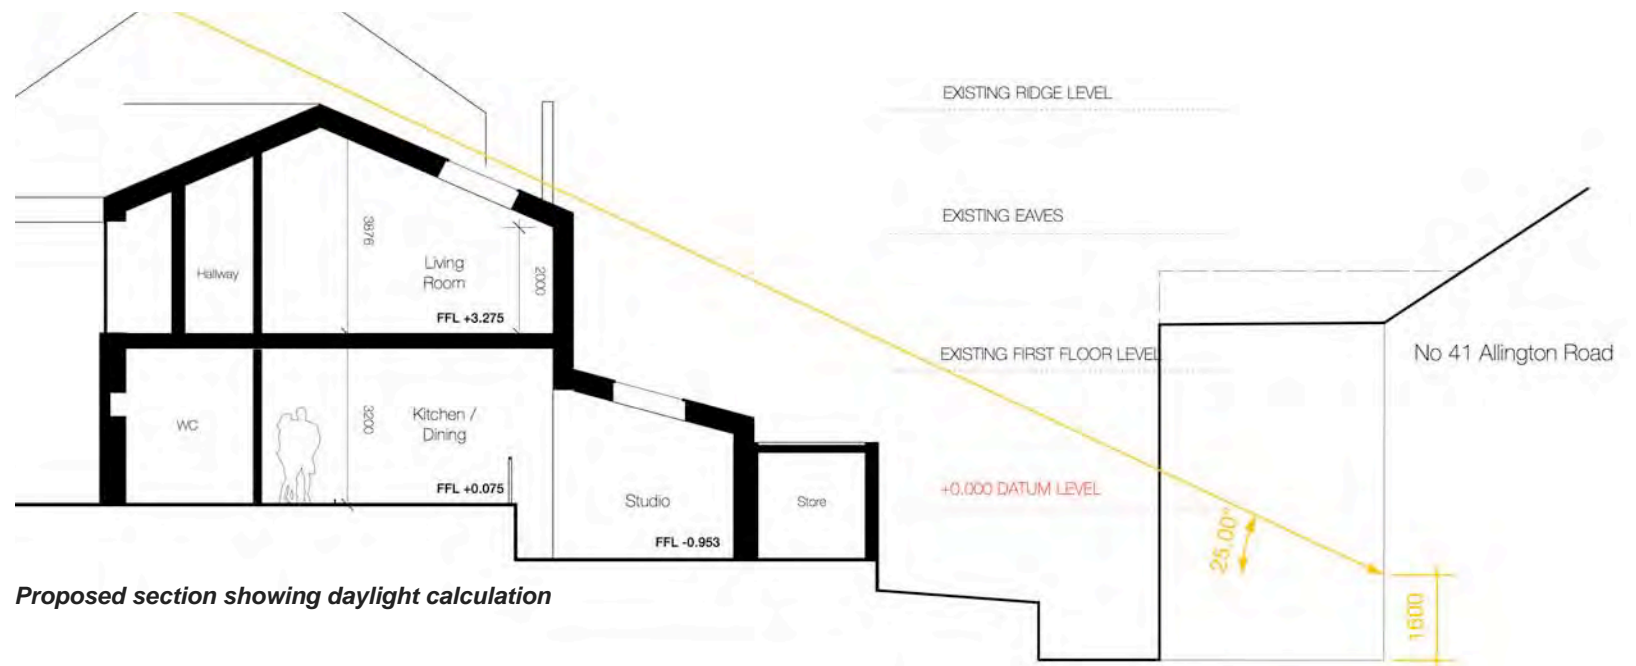 EXISTING RIDGE LEVEL
EXISTING EAVES
3876
Hallway
Living
Room
2000
FFL +3.275
EXISTING FIRST FLOOR LEVEL
No 41 Allington Road
WC
3200
Kitchen /
Dining
FFL +0.075
+0.000 DATUM LEVEL
Studio
Store
FFL -0.953
25.00°
1600
Proposed section showing daylight calculation